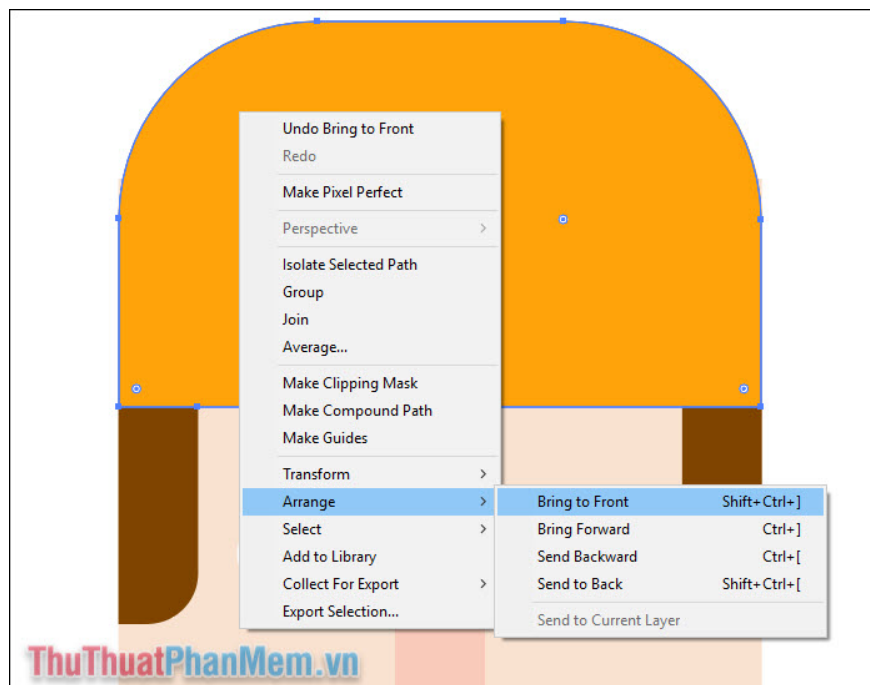 Undo Bring to Front
Redo
Make Pixel Perfect
Perspective
Isolate Selected Path
Group
Join
Average...
Make Clipping Mask
Make Compound Path
Make Guides
Transform
Arrange
Select
Add to Library
Collect For Export
Export Selection...
Bring to Front Shift+Ctrl+]
Bring Forward Ctrl+]
Send Backward Ctrl+[
Send to Back Shift+Ctrl+[
Send to Current Layer
ThuThuatPhanMem.vn